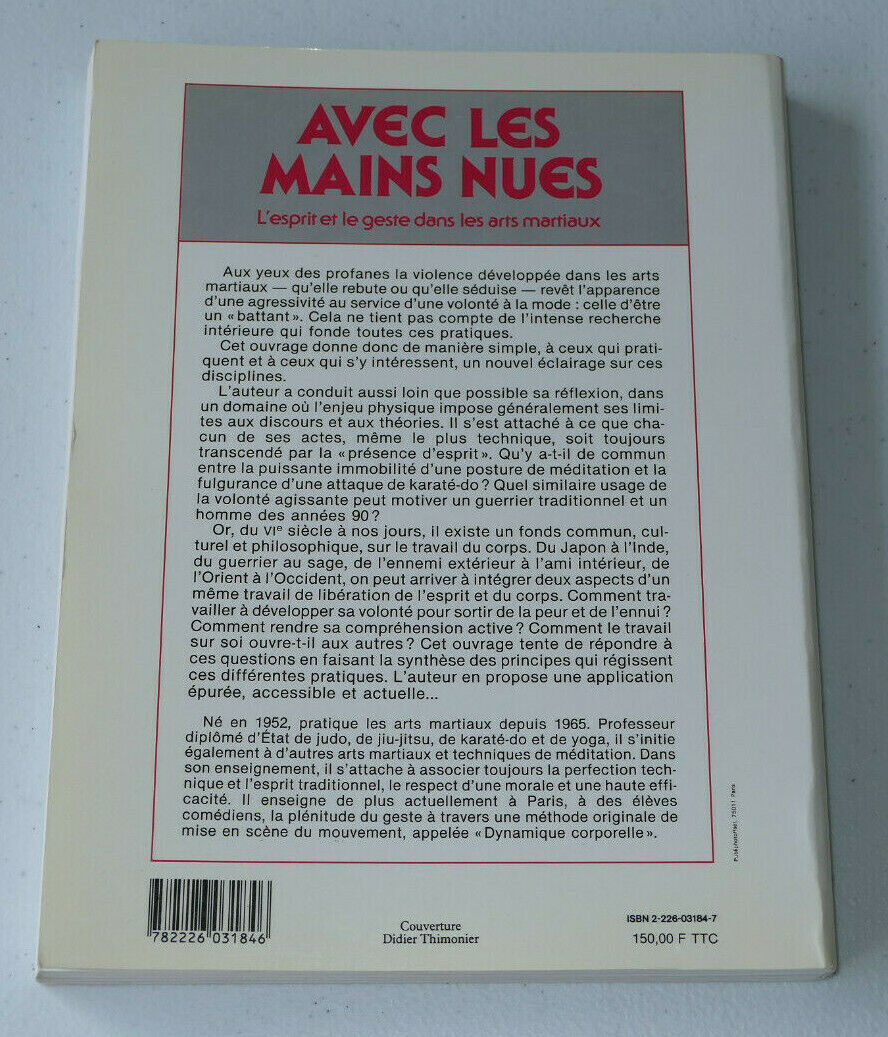 AVEC LES
MAINS NUES
L'esprit et le geste dans les arts martiaux
Aux yeux des profanes la violence développée dans les arts
martiaux — qu'elle rebute ou qu'elle séduise — revêt l'apparence
d'une agressivité au service d'une volonté à la mode : celle d'être
un « battant ». Cela ne tient pas compte de l'intense recherche
intérieure qui fonde toutes ces pratiques.
Cet ouvrage donne donc de manière simple, à ceux qui prati-
quent et à ceux qui s'y intéressent, un nouvel éclairage sur ces
disciplines.
L'auteur a conduit aussi loin que possible sa réflexion, dans
un domaine où l'enjeu physique impose généralement ses limi-
tes aux discours et aux théories. Il s'est attaché à ce que cha-
cun de ses actes, même le plus technique, soit toujours
transcendé par la « présence d'esprit ». Qu'y a-t-il de commun
entre la puissante immobilité d'une posture de méditation et la
fulgurance d'une attaque de karaté-do ? Quel similaire usage de
la volonté agissante peut motiver un guerrier traditionnel et un
homme des années 90 ?
Or, du VIe siècle à nos jours, il existe un fonds commun, cul-
turel et philosophique, sur le travail du corps. Du Japon à l'Inde,
du guerrier au sage, de l'ennemi extérieur à l'ami intérieur, de
l'Orient à l'Occident, on peut arriver à intégrer deux aspects d'un
même travail de libération de l'esprit et du corps. Comment tra-
vailler à développer sa volonté pour sortir de la peur et de l'ennui ?
Comment rendre sa compréhension active ? Comment le travail
sur soi ouvre-t-il aux autres ? Cet ouvrage tente de répondre à
ces questions en faisant la synthèse des principes qui régissent
ces différentes pratiques. L'auteur en propose une application
épurée, accessible et actuelle...
Né en 1952, pratique les arts martiaux depuis 1965. Professeur
diplômé d'État de judo, de jiu-jitsu, de karaté-do et de yoga, il s'initie
également à d'autres arts martiaux et techniques de méditation. Dans
son enseignement, il s'attache à associer toujours la perfection tech-
nique et l'esprit traditionnel, le respect d'une morale et une haute effi-
cacité. Il enseigne de plus actuellement à Paris, à des élèves
comédiens, la plénitude du geste à travers une méthode originale de
mise en scène du mouvement, appelée « Dynamique corporelle ».
782226 031846
Couverture
Didier Thimonier
ISBN 2-226-03184-7
150,00 F TTC
75011 Paris